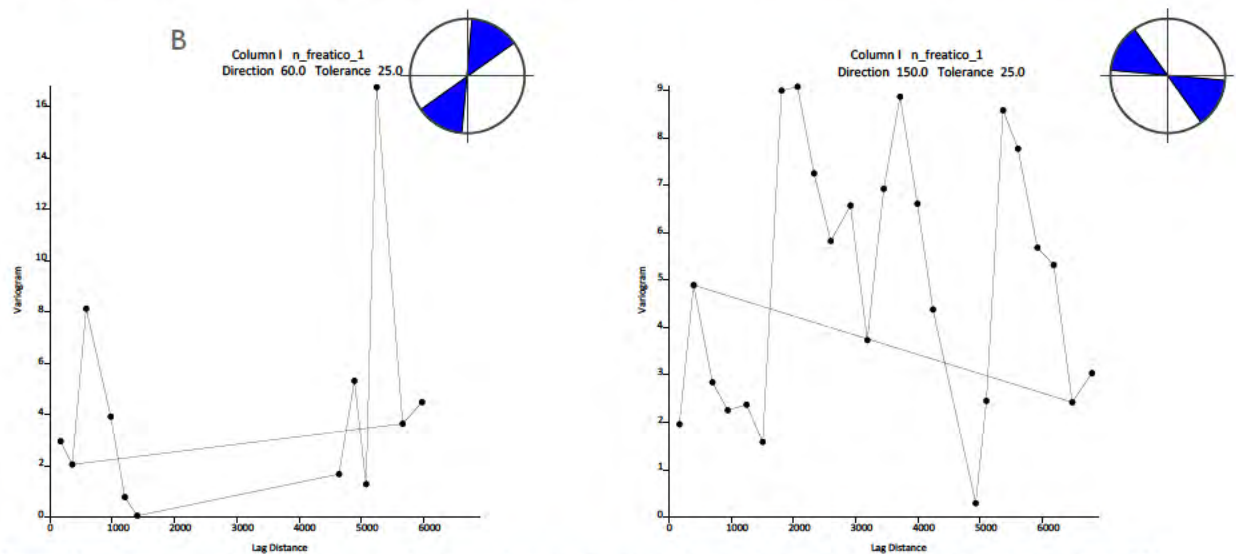 B
Column I n_freatico_1
Direction 60.0 Tolerance 25.0
16
14
12
10
8
6
4
2
0
Variogram
0 1000 2000 3000 4000 5000 6000
Lag Distance
Column I n_freatico_1
Direction 150.0 Tolerance 25.0
9
8
7
6
5
4
3
2
1
0
Variogram
0 1000 2000 3000 4000 5000 6000
Lag Distance